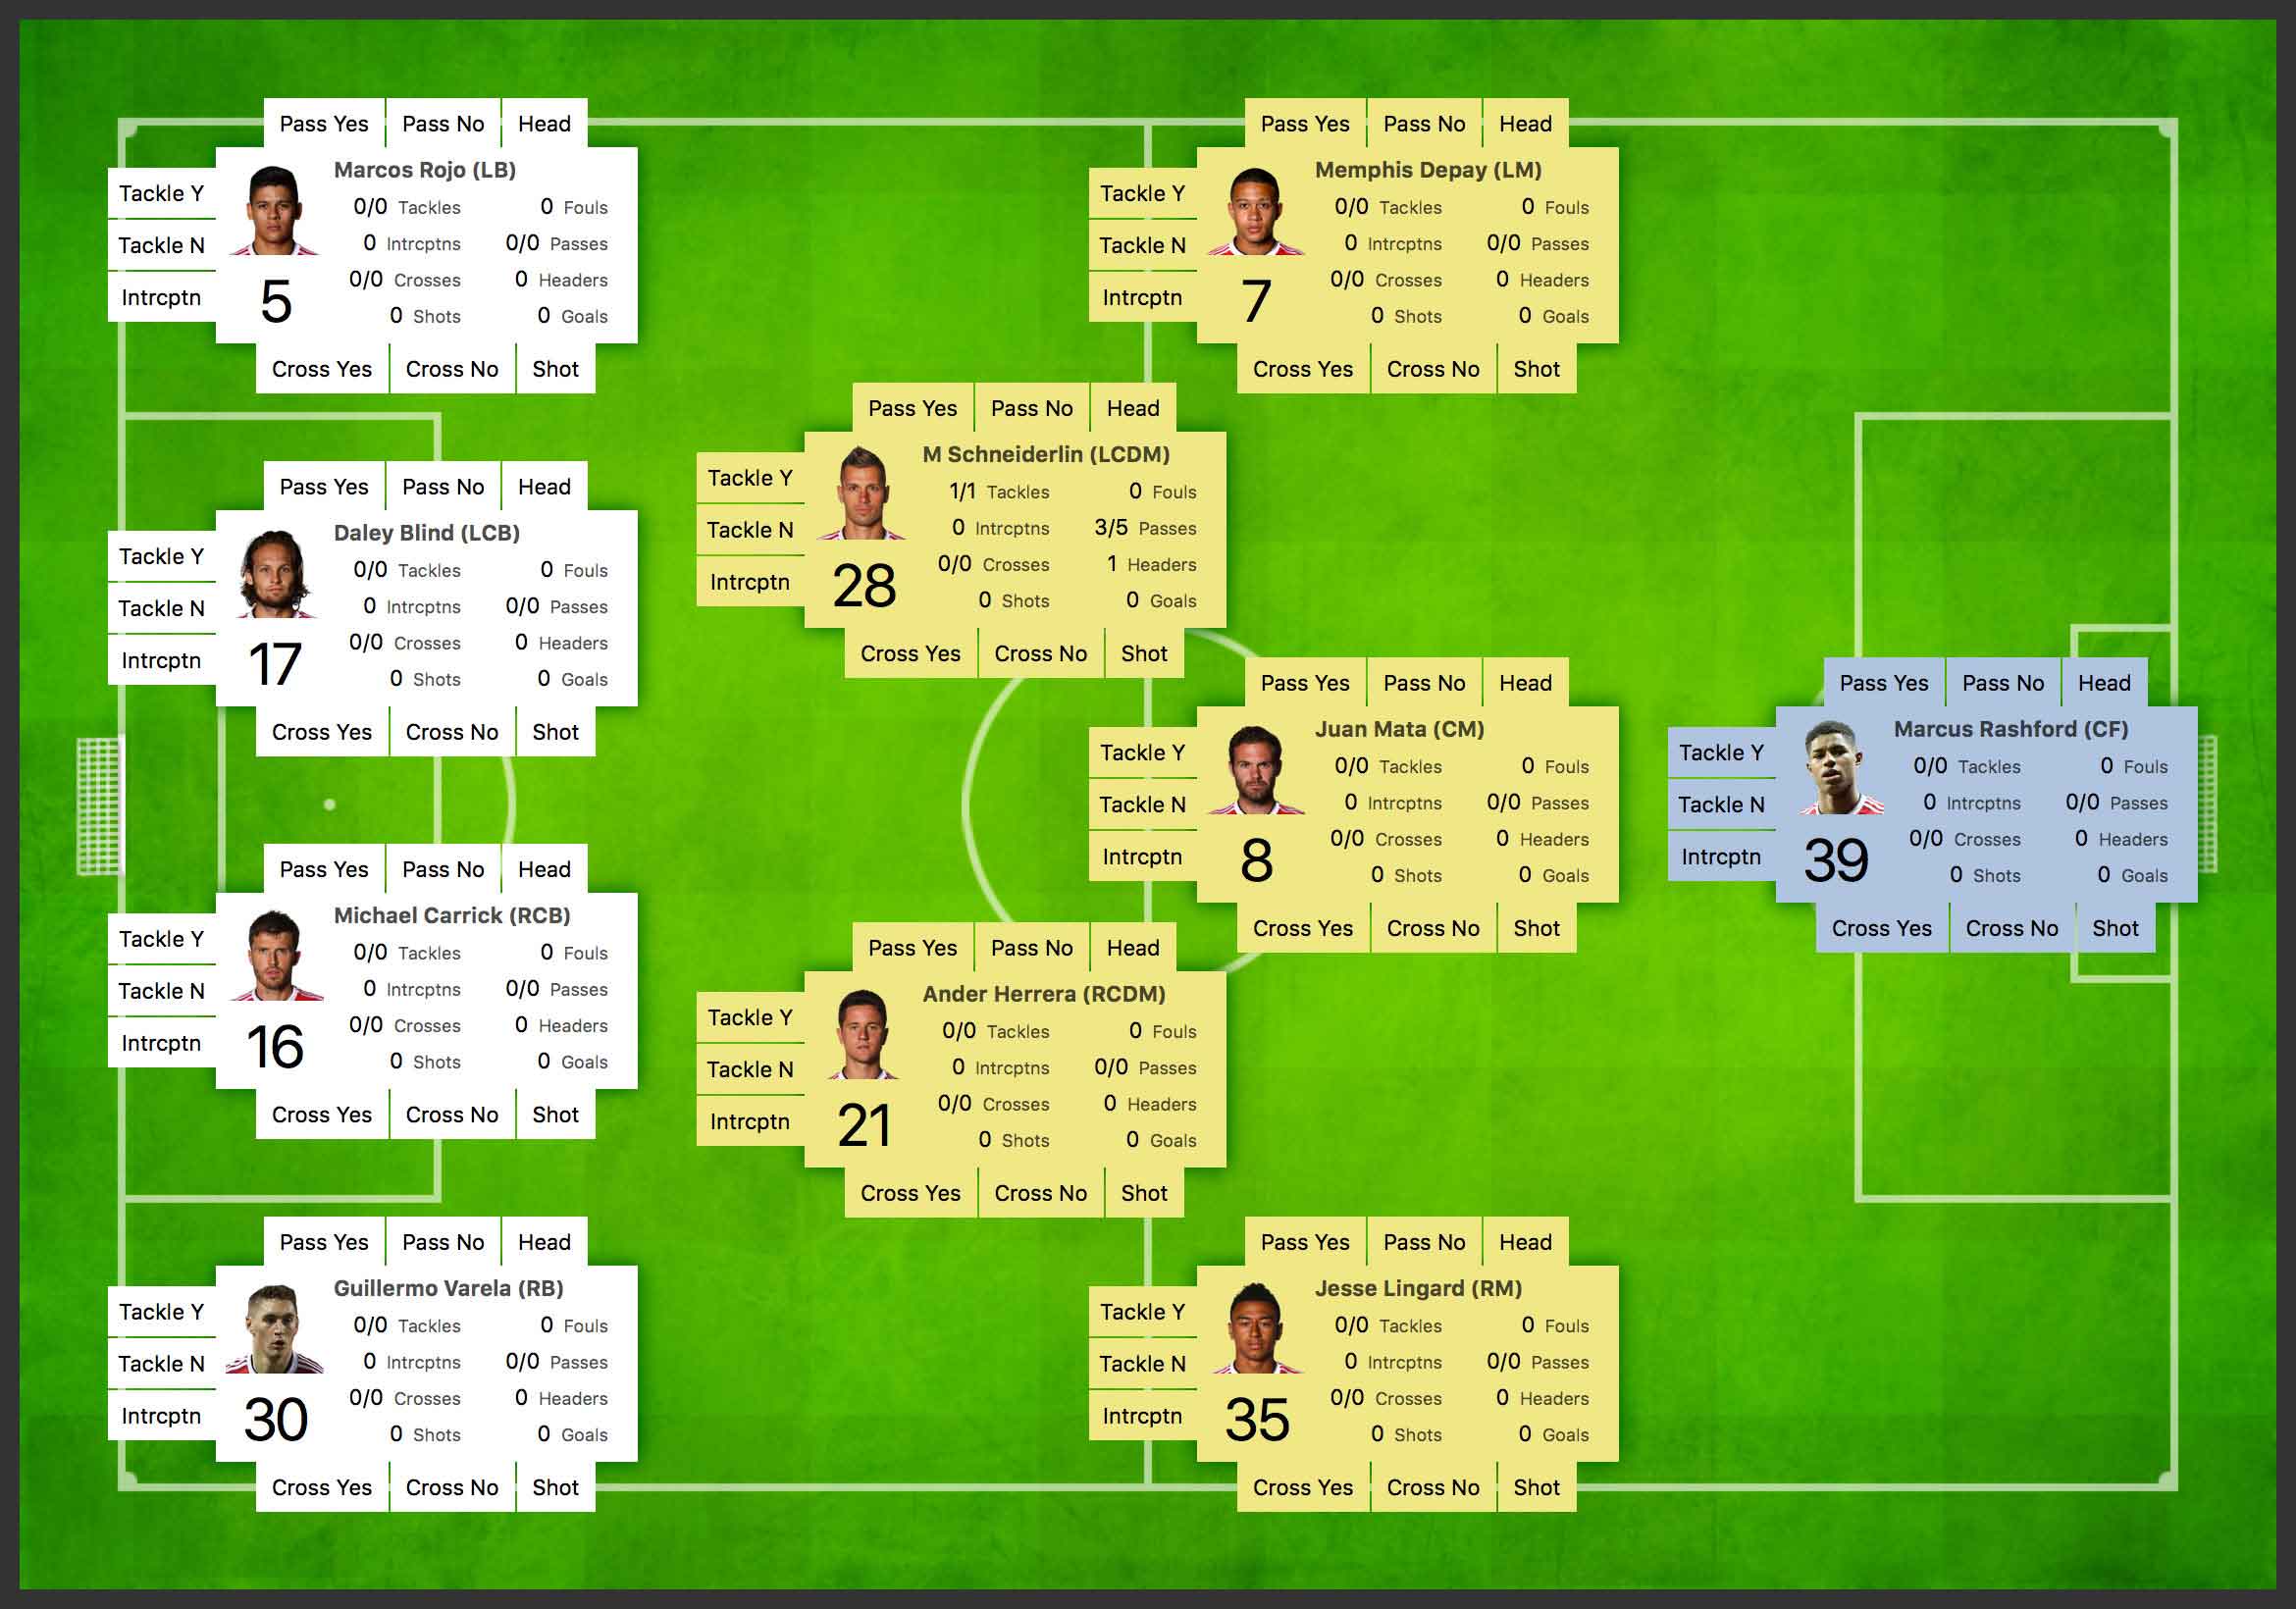 Pass Yes Pass No Head
Marcos Rojo (LB)
Tackle Y
Tackle N
Intrcptn
5
0/0 Tackles 0 Fouls
0 Intrcptns 0/0 Passes
0/0 Crosses 0 Headers
0 Shots 0 Goals
Cross Yes Cross No Shot
Pass Yes Pass No Head
Daley Blind (LCB)
Tackle Y
Tackle N
Intrcptn
17
0/0 Tackles 0 Fouls
0 Intrcptns 0/0 Passes
0/0 Crosses 0 Headers
0 Shots 0 Goals
Cross Yes Cross No Shot
Pass Yes Pass No Head
Michael Carrick (RCB)
Tackle Y
Tackle N
Intrcptn
16
0/0 Tackles 0 Fouls
0 Intrcptns 0/0 Passes
0/0 Crosses 0 Headers
0 Shots 0 Goals
Cross Yes Cross No Shot
Pass Yes Pass No Head
Guillermo Varela (RB)
Tackle Y
Tackle N
Intrcptn
30
0/0 Tackles 0 Fouls
0 Intrcptns 0/0 Passes
0/0 Crosses 0 Headers
0 Shots 0 Goals
Cross Yes Cross No Shot
Pass Yes Pass No Head
M Schneiderlin (LCDM)
Tackle Y
Tackle N
Intrcptn
28
1/1 Tackles 0 Fouls
0 Intrcptns 3/5 Passes
0/0 Crosses 1 Headers
0 Shots 0 Goals
Cross Yes Cross No Shot
Pass Yes Pass No Head
Ander Herrera (RCDM)
Tackle Y
Tackle N
Intrcptn
21
0/0 Tackles 0 Fouls
0 Intrcptns 0/0 Passes
0/0 Crosses 0 Headers
0 Shots 0 Goals
Cross Yes Cross No Shot
Pass Yes Pass No Head
Memphis Depay (LM)
Tackle Y
Tackle N
Intrcptn
7
0/0 Tackles 0 Fouls
0 Intrcptns 0/0 Passes
0/0 Crosses 0 Headers
0 Shots 0 Goals
Cross Yes Cross No Shot
Pass Yes Pass No Head
Juan Mata (CM)
Tackle Y
Tackle N
Intrcptn
8
0/0 Tackles 0 Fouls
0 Intrcptns 0/0 Passes
0/0 Crosses 0 Headers
0 Shots 0 Goals
Cross Yes Cross No Shot
Pass Yes Pass No Head
Jesse Lingard (RM)
Tackle Y
Tackle N
Intrcptn
35
0/0 Tackles 0 Fouls
0 Intrcptns 0/0 Passes
0/0 Crosses 0 Headers
0 Shots 0 Goals
Cross Yes Cross No Shot
Pass Yes Pass No Head
Marcus Rashford (CF)
Tackle Y
Tackle N
Intrcptn
39
0/0 Tackles 0 Fouls
0 Intrcptns 0/0 Passes
0/0 Crosses 0 Headers
0 Shots 0 Goals
Cross Yes Cross No Shot